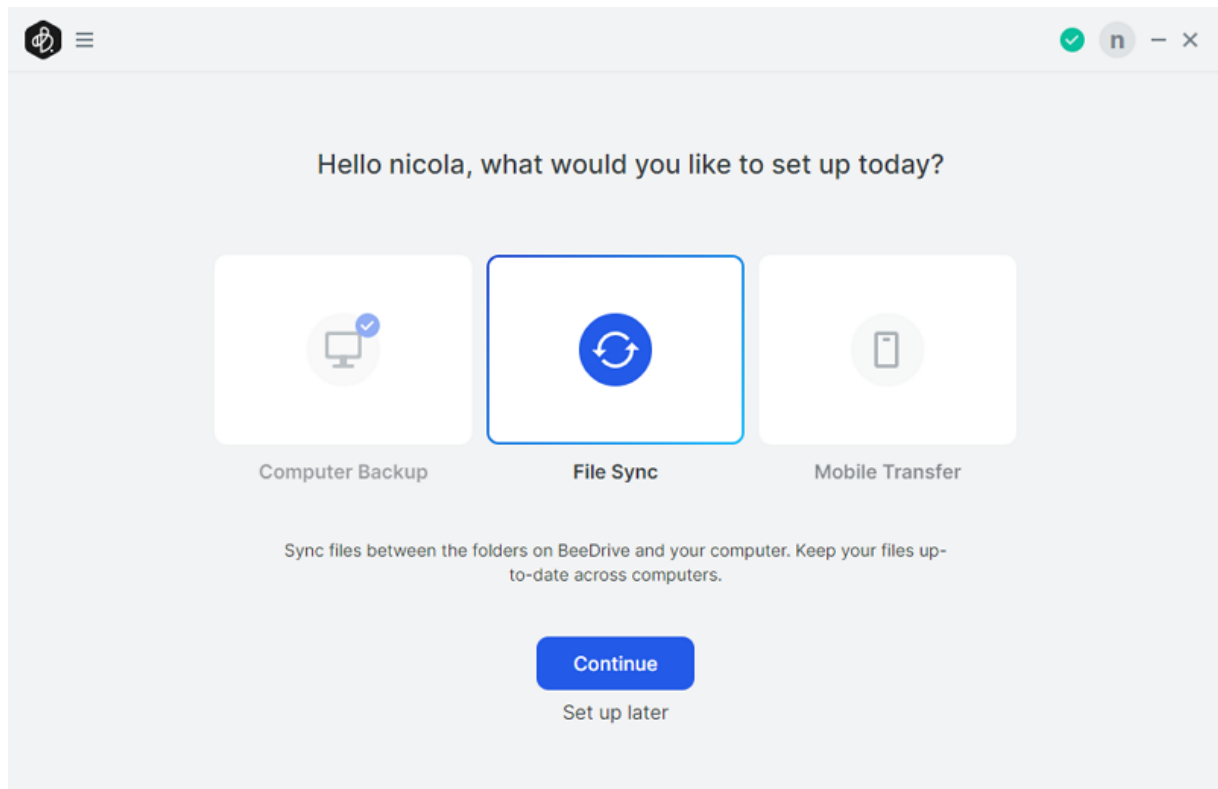 n
Hello nicola, what would you like to set up today?
Computer Backup
File Sync
Mobile Transfer
Sync files between the folders on BeeDrive and your computer. Keep your files up-
to-date across computers.
Continue
Set up later